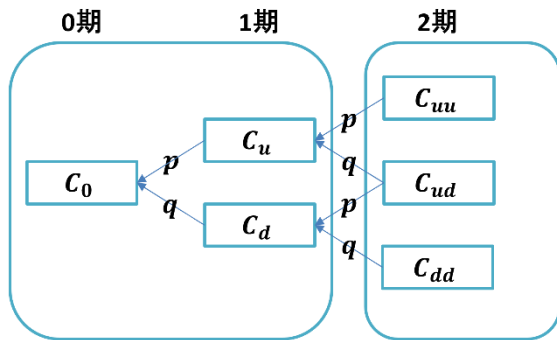 0期 1期 2期
C_uu
p
C_u
p q
C_0 C_ud
q p
C_d
q
C_dd